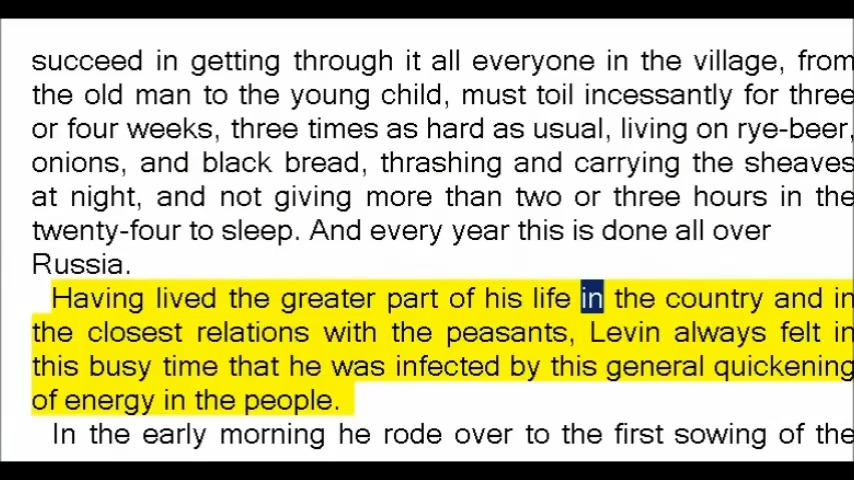 succeed in getting through it all everyone in the village, from
the old man to the young child, must toil incessantly for three
or four weeks, three times as hard as usual, living on rye-beer,
onions, and black bread, thrashing and carrying the sheaves
at night, and not giving more than two or three hours in the
twenty-four to sleep. And every year this is done all over
Russia.
Having lived the greater part of his life in the country and in
the closest relations with the peasants, Levin always felt in
this busy time that he was infected by this general quickening
of energy in the people.
In the early morning he rode over to the first sowing of the